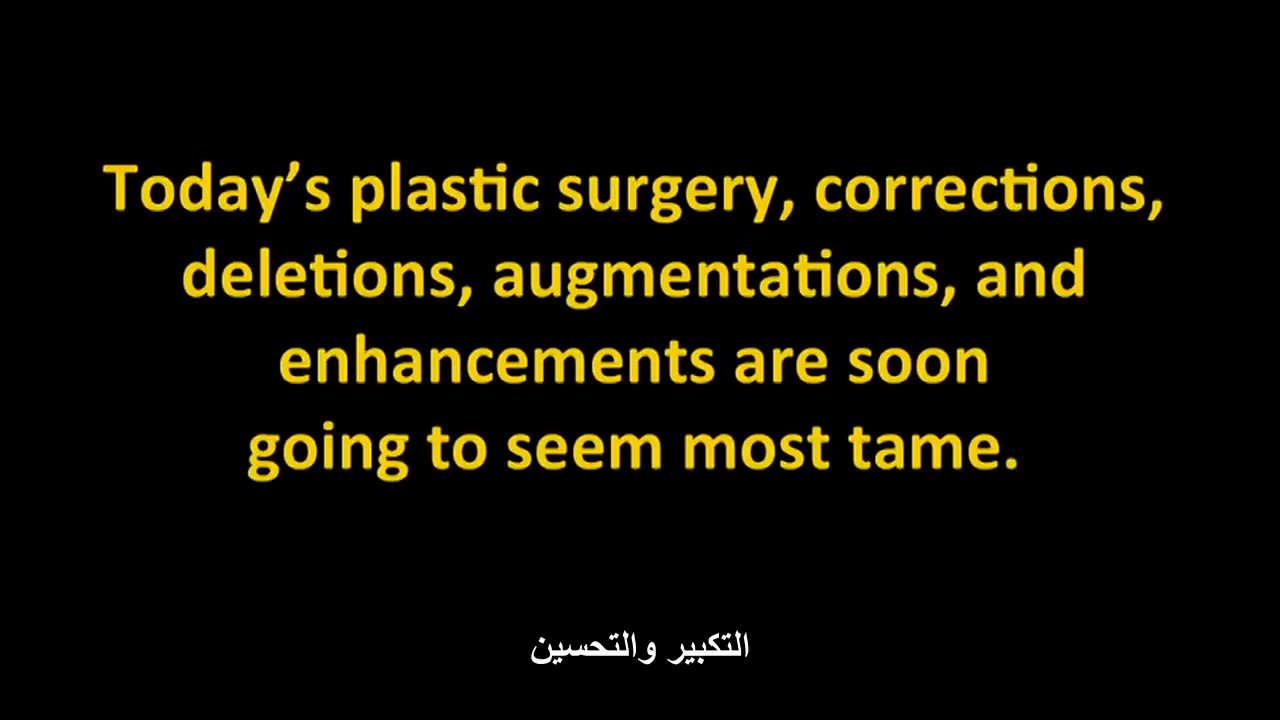 Today’s plastic surgery, corrections,
deletions, augmentations, and
enhancements are soon
going to seem most tame.
التكبير والتحسين